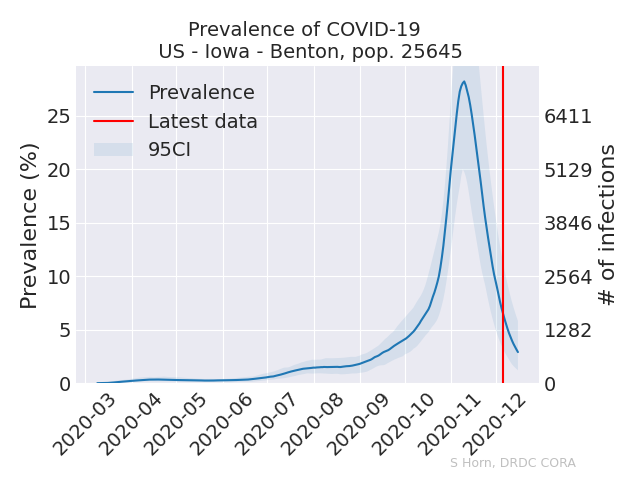 Prevalence of COVID-19
US - Iowa - Benton, pop. 25645
Prevalence
Latest data
95CI
Prevalence (%)
25
20
15
10
5
0
6411
5129
3846
2564
1282
0
# of infections
2020-03
2020-04
2020-05
2020-06
2020-07
2020-08
2020-09
2020-10
2020-11
2020-12
S Horn, DRDC CORA